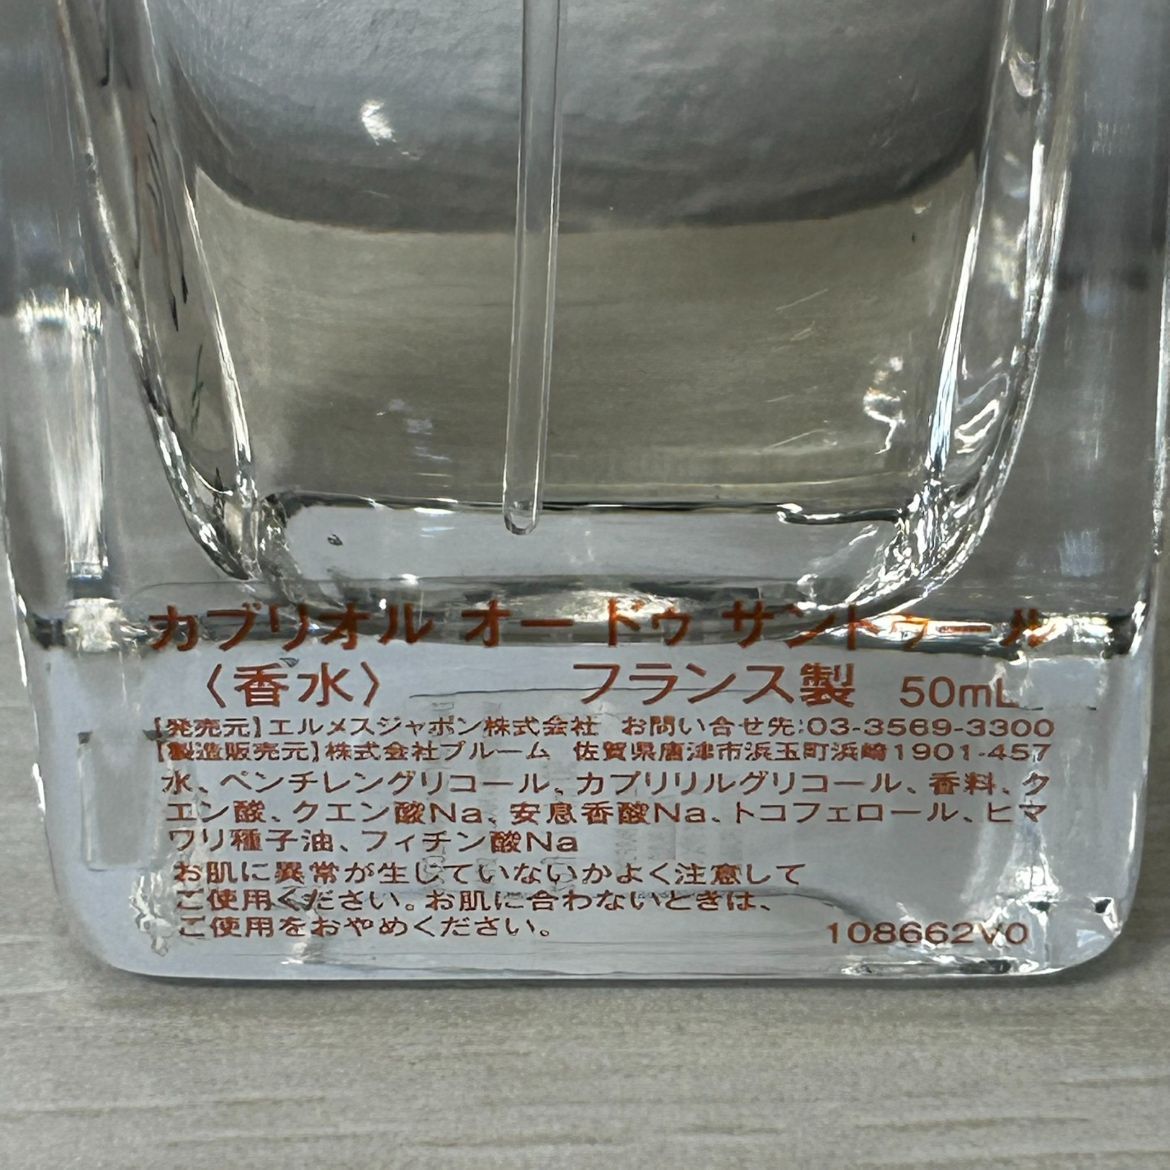 カブリオル オー ドゥ サントゥール
〈香水〉 フランス製 50mL
【発売元】エルメスジャポン株式会社 お問い合せ先:03-3569-3300
【製造販売元】株式会社ブルーム 佐賀県唐津市浜玉町浜崎1901-457
水、ペンチレングリコール、カプリリルグリコール、香料、ク
エン酸、クエン酸Na、安息香酸Na、トコフェロール、ヒマ
ワリ種子油、フィチン酸Na
お肌に異常が生じていないかよく注意して
ご使用ください。お肌に合わないときは、
ご使用をおやめください。
108662V0